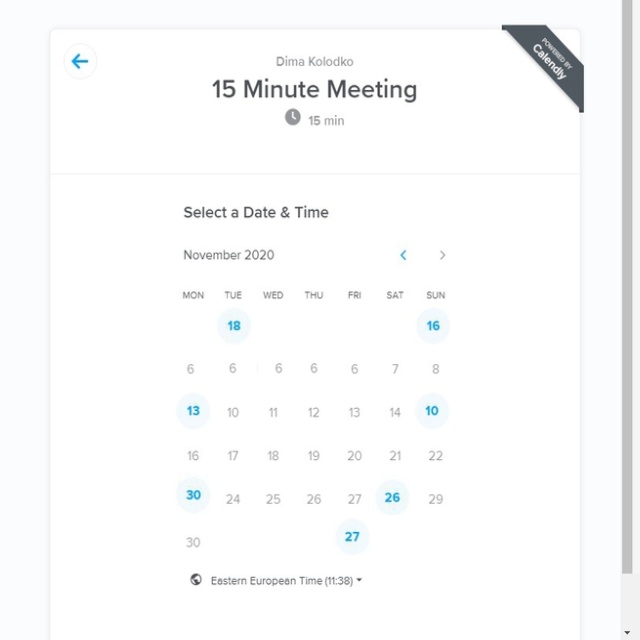 POWERED BY
Calendly
Dima Kolodko
15 Minute Meeting
15 min
Select a Date & Time
November 2020
MON TUE WED THU FRI SAT SUN
18 16
6 6 6 6 6 7 8
13 10 11 12 13 14 10
16 17 18 19 20 21 22
30 24 25 26 27 26 29
30 27
Eastern European Time (11:38)